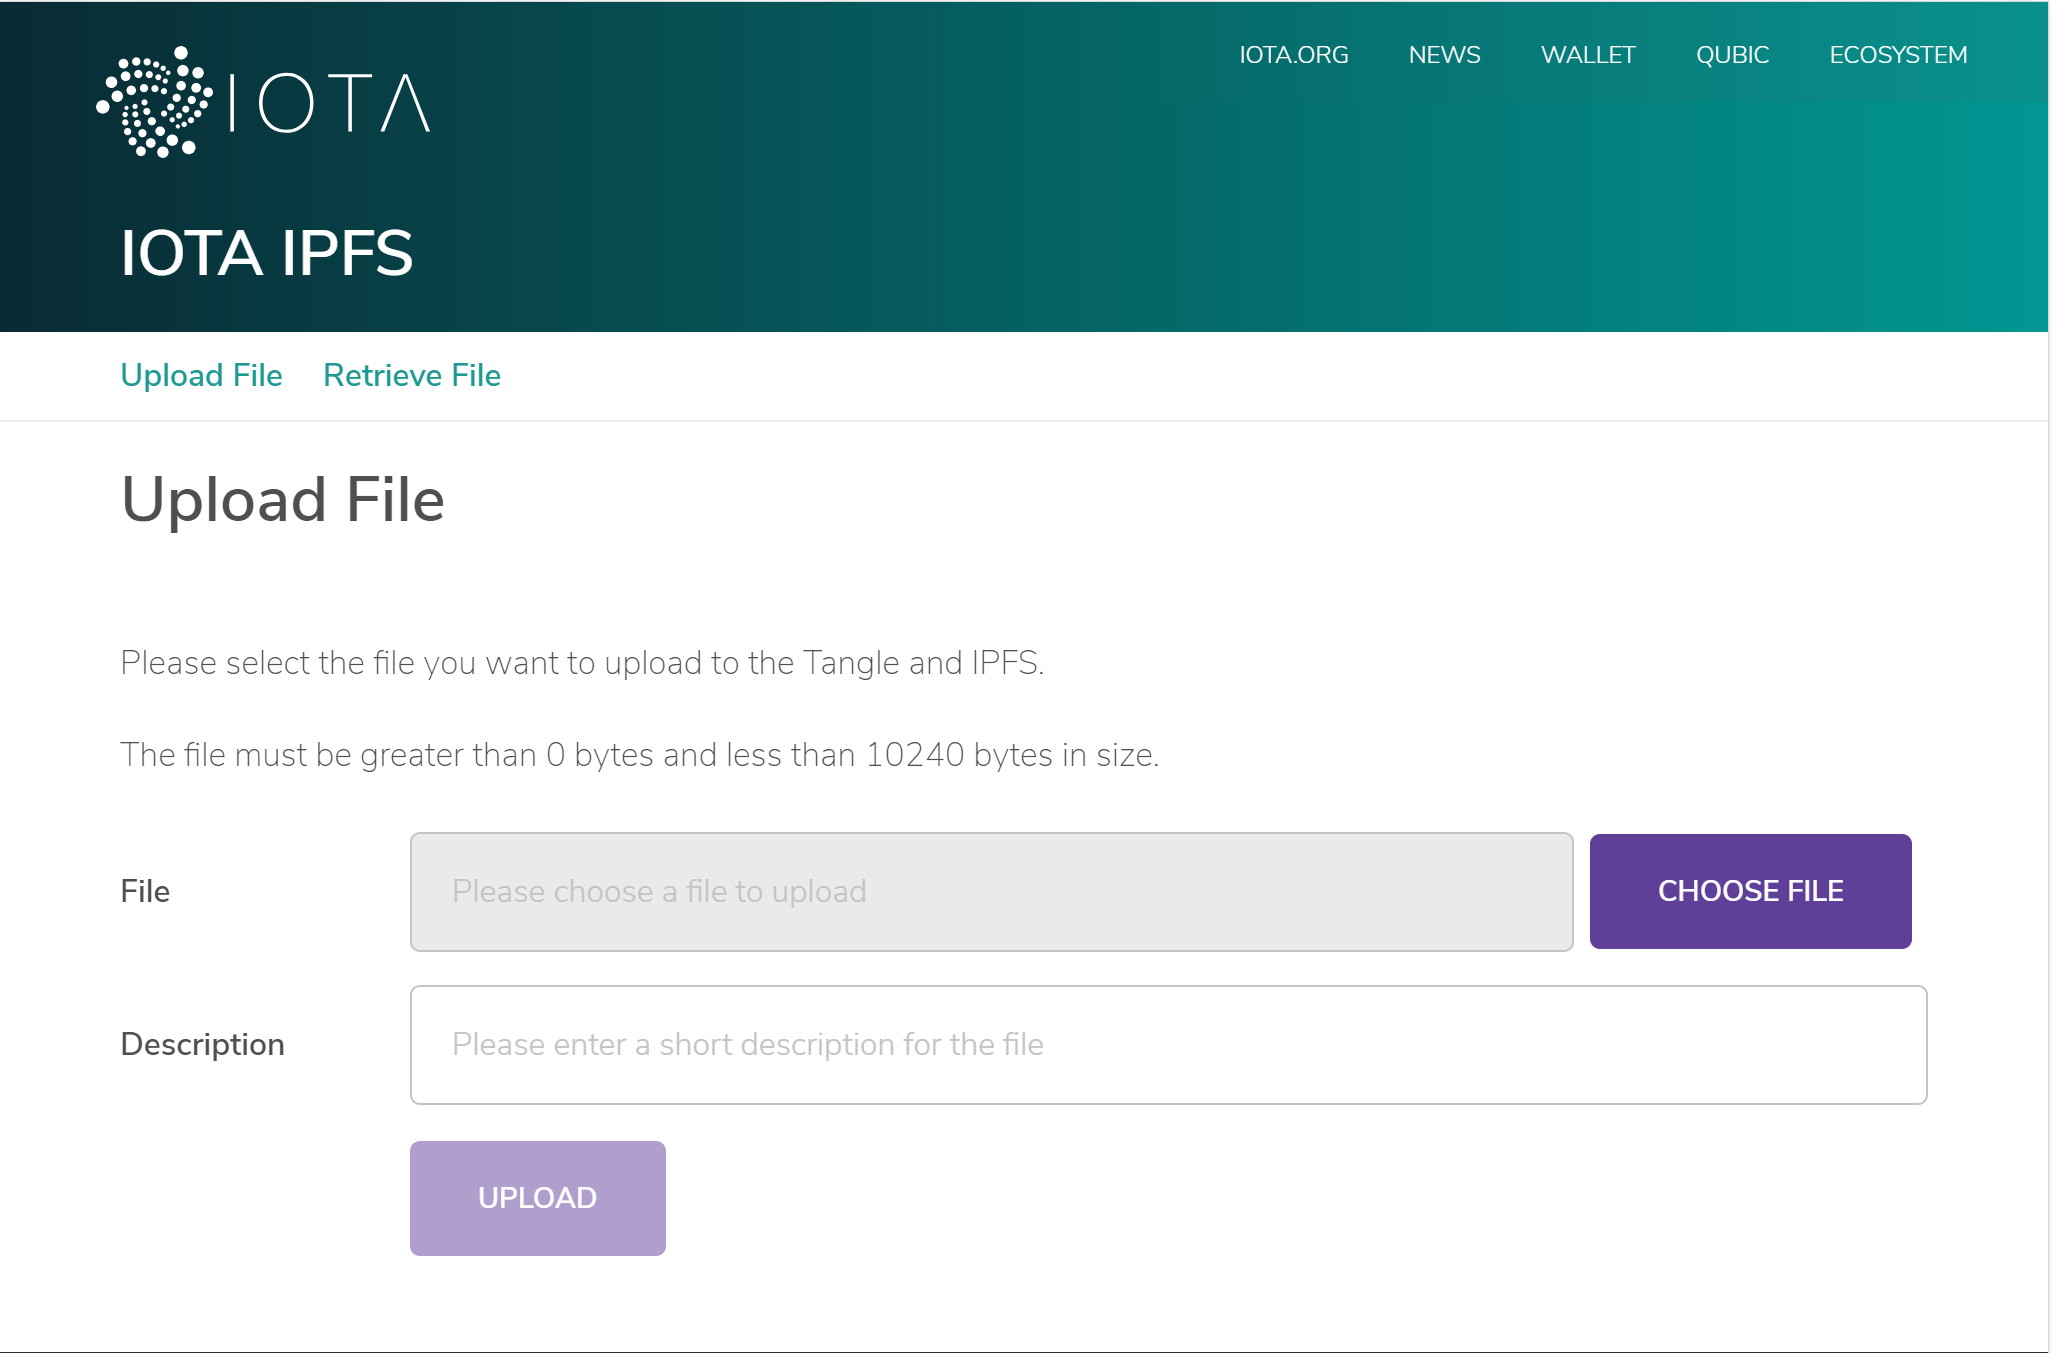 IOTA
IOTA.ORG NEWS WALLET QUBIC ECOSYSTEM
IOTA IPFS
Upload File Retrieve File
Upload File
Please select the file you want to upload to the Tangle and IPFS.
The file must be greater than 0 bytes and less than 10240 bytes in size.
File Please choose a file to upload CHOOSE FILE
Description Please enter a short description for the file
UPLOAD